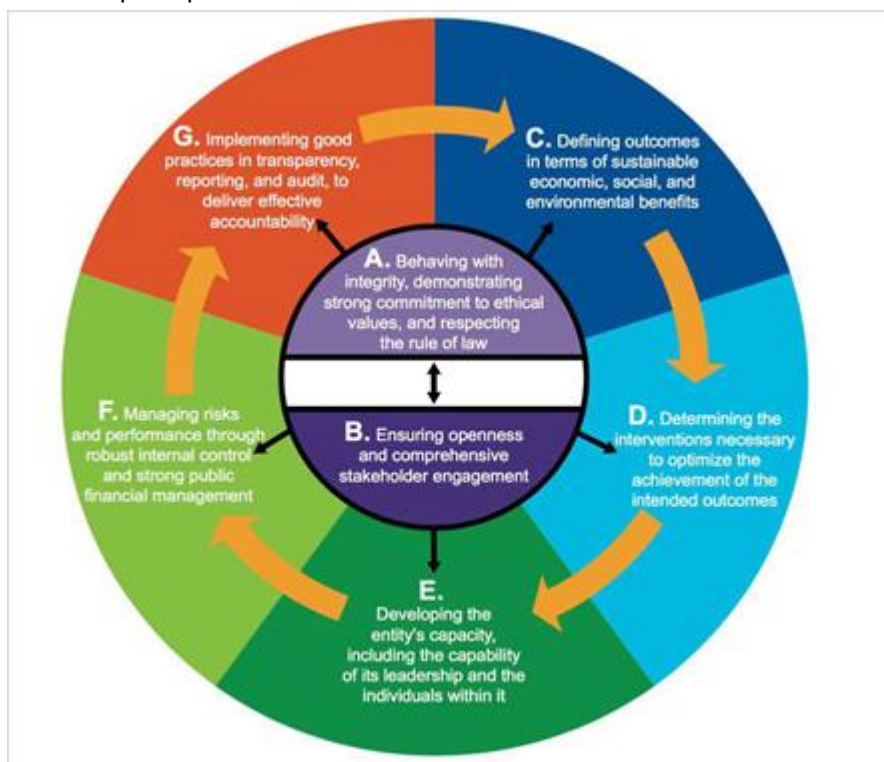 G. Implementing good
practices in transparency,
reporting, and audit, to
deliver effective
accountability
C. Defining outcomes
in terms of sustainable
economic, social, and
environmental benefits
A. Behaving with
integrity, demonstrating
strong commitment to ethical
values, and respecting
the rule of law
F. Managing risks
and performance through
robust internal control
and strong public
financial management
B. Ensuring openness
and comprehensive
stakeholder engagement
D. Determining the
interventions necessary
to optimize the
achievement of the
intended outcomes
E.
Developing the
entity's capacity,
including the capability
of its leadership and the
individuals within it